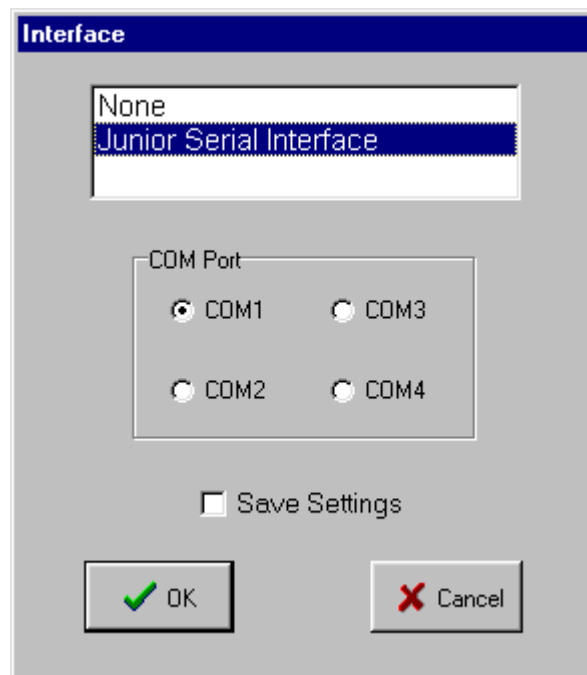 Interface
None
Junior Serial Interface
COM Port
COM1 COM3
COM2 COM4
Save Settings
OK Cancel